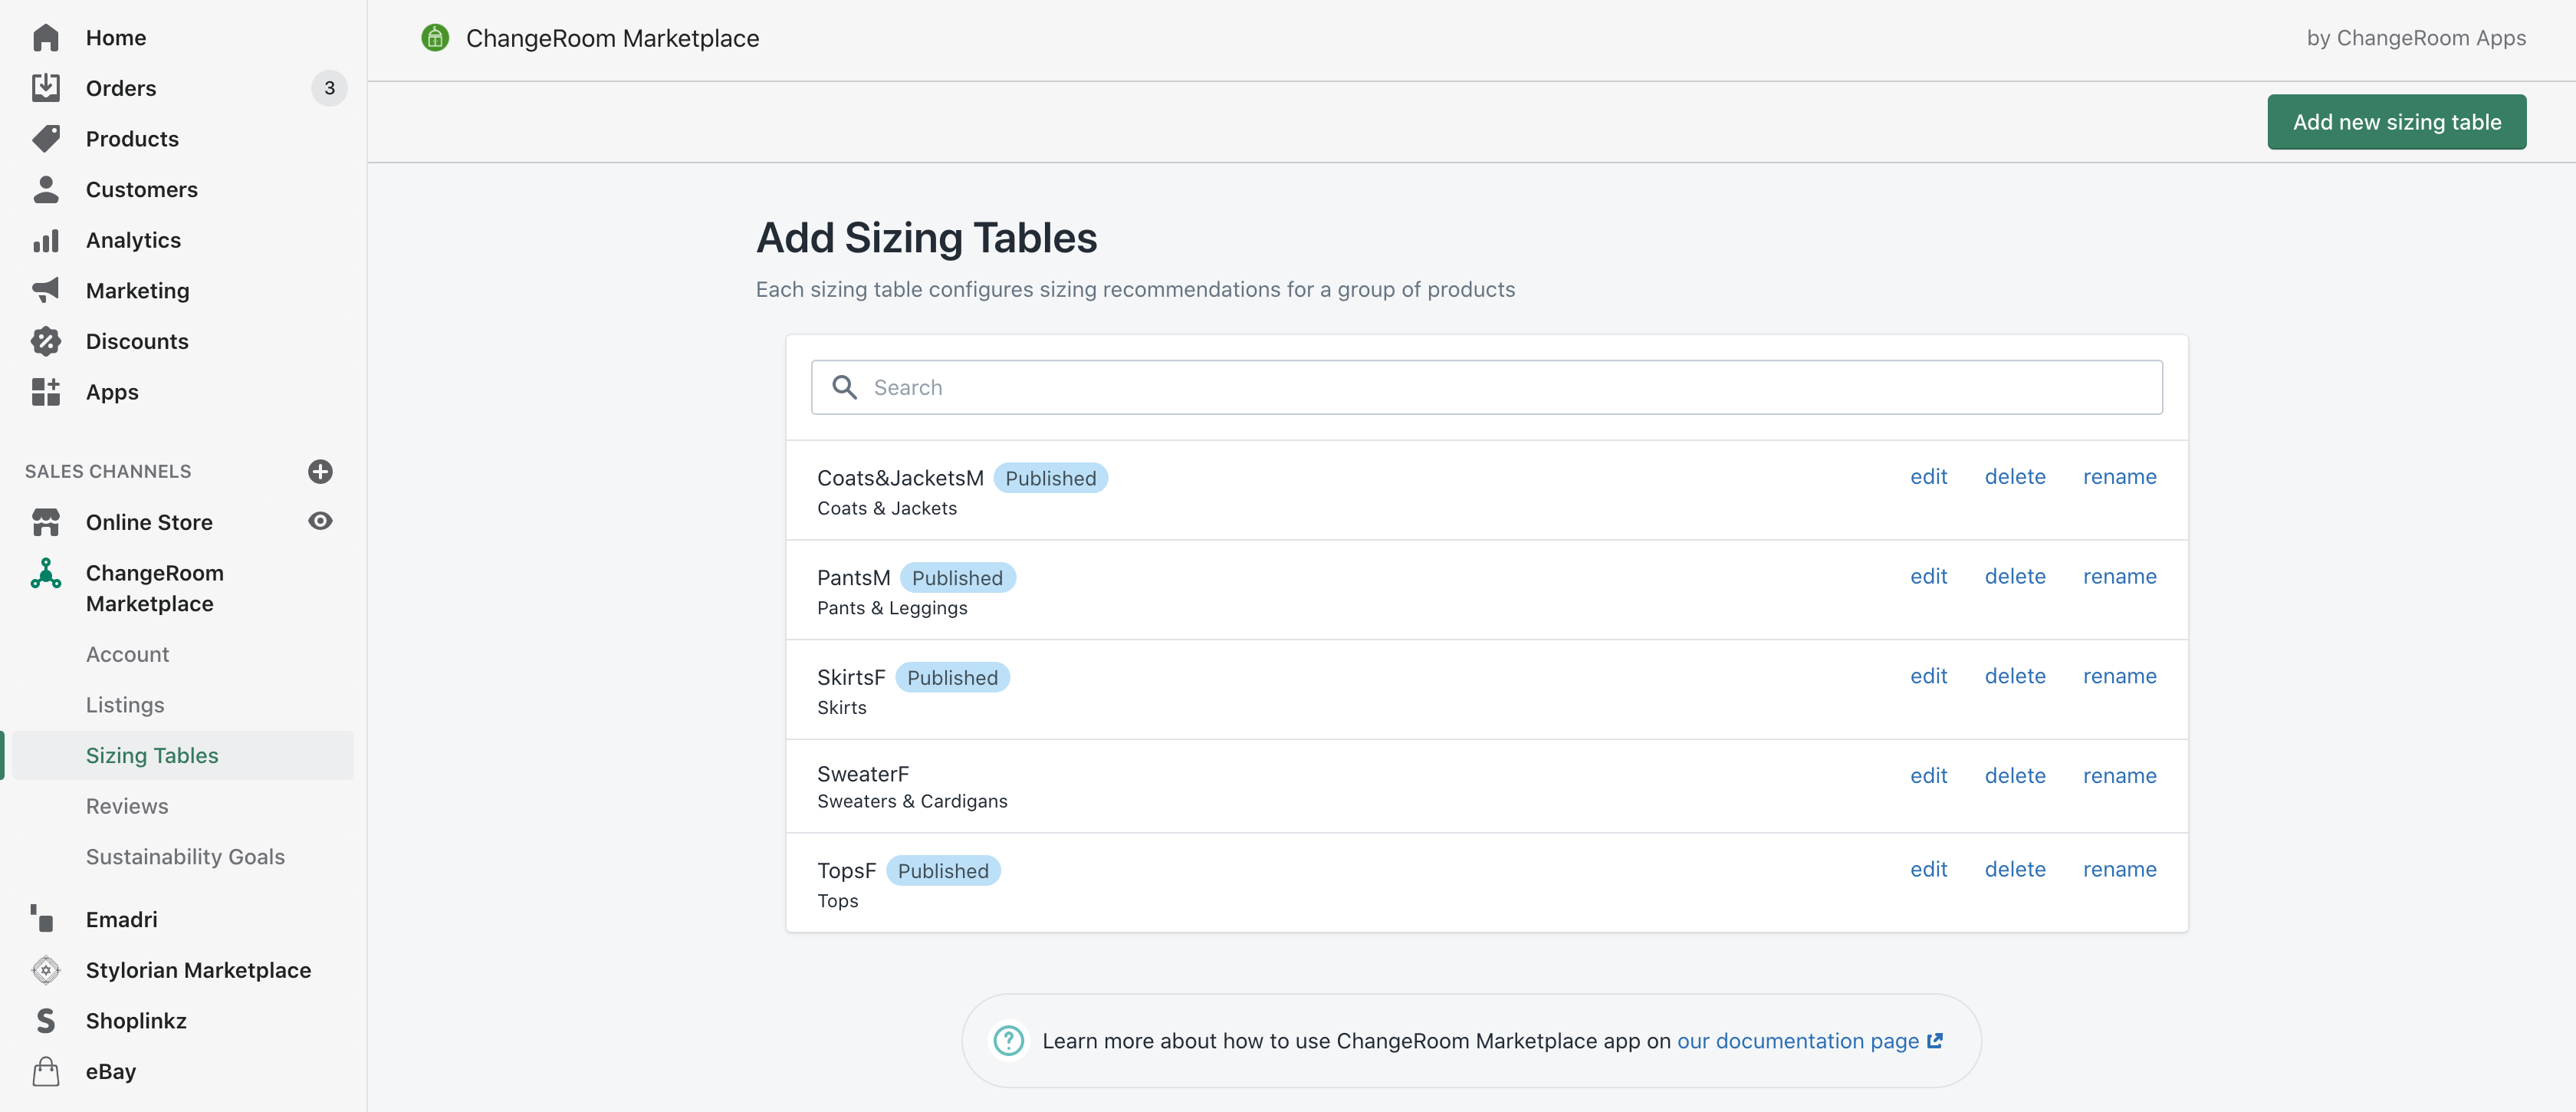 Home
Orders
3
Products
Customers
Analytics
Marketing
Discounts
Apps
SALES CHANNELS
Online Store
ChangeRoom
Marketplace
Account
Listings
Sizing Tables
Reviews
Sustainability Goals
Emadri
Stylorian Marketplace
Shoplinkz
eBay
ChangeRoom Marketplace
by ChangeRoom Apps
Add new sizing table
Add Sizing Tables
Each sizing table configures sizing recommendations for a group of products
Search
Coats&JacketsM Published edit delete rename
Coats & Jackets
PantsM Published edit delete rename
Pants & Leggings
SkirtsF Published edit delete rename
Skirts
SweaterF edit delete rename
Sweaters & Cardigans
TopsF Published edit delete rename
Tops
Learn more about how to use ChangeRoom Marketplace app on our documentation page